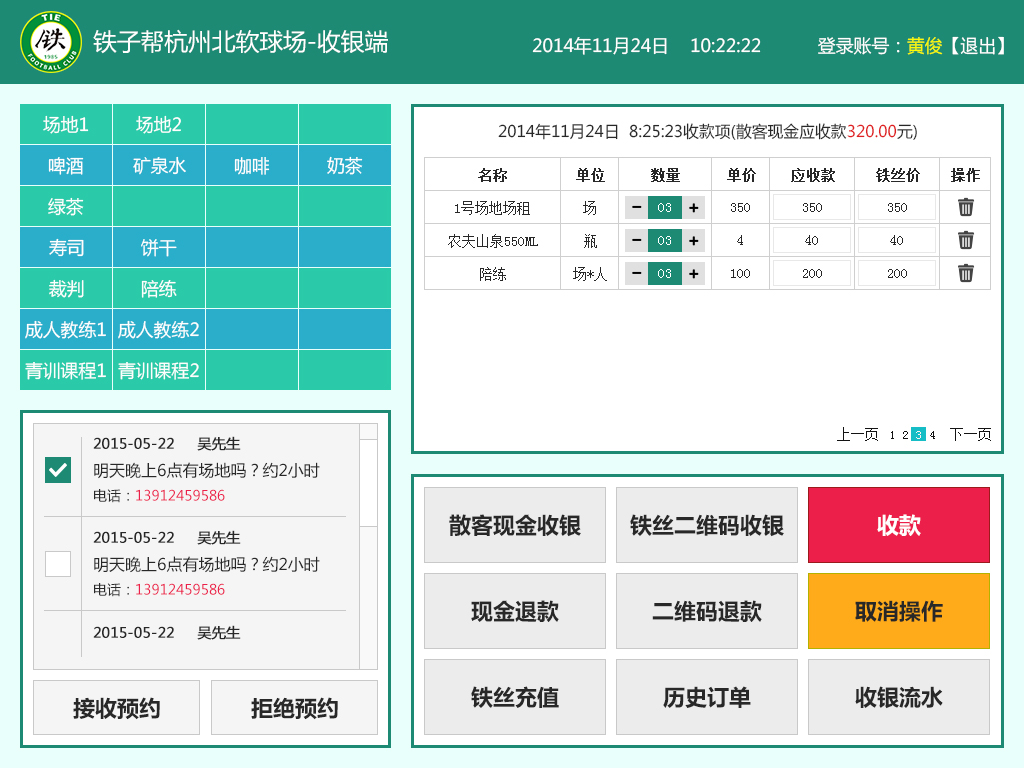 TIE
铁
1985
FOOTBALL CLUB
铁子帮杭州北软球场-收银端
2014年11月24日 10:22:22
登录账号：黄俊【退出】
场地1 场地2
啤酒 矿泉水 咖啡 奶茶
绿茶
寿司 饼干
裁判 陪练
成人教练1 成人教练2
青训课程1 青训课程2
2014年11月24日 8:25:23收款项(散客现金应收款320.00元)
名称 单位 数量 单价 应收款 铁丝价 操作
1号场地场租 场 － 03 + 350 350 350
农夫山泉550ML 瓶 － 03 + 4 40 40
陪练 场*人 － 03 + 100 200 200
上一页 1 2 3 4 下一页
2015-05-22 吴先生
明天晚上6点有场地吗？约2小时
电话：13912459586
2015-05-22 吴先生
明天晚上6点有场地吗？约2小时
电话：13912459586
2015-05-22 吴先生
接收预约 拒绝预约
散客现金收银 铁丝二维码收银 收款
现金退款 二维码退款 取消操作
铁丝充值 历史订单 收银流水